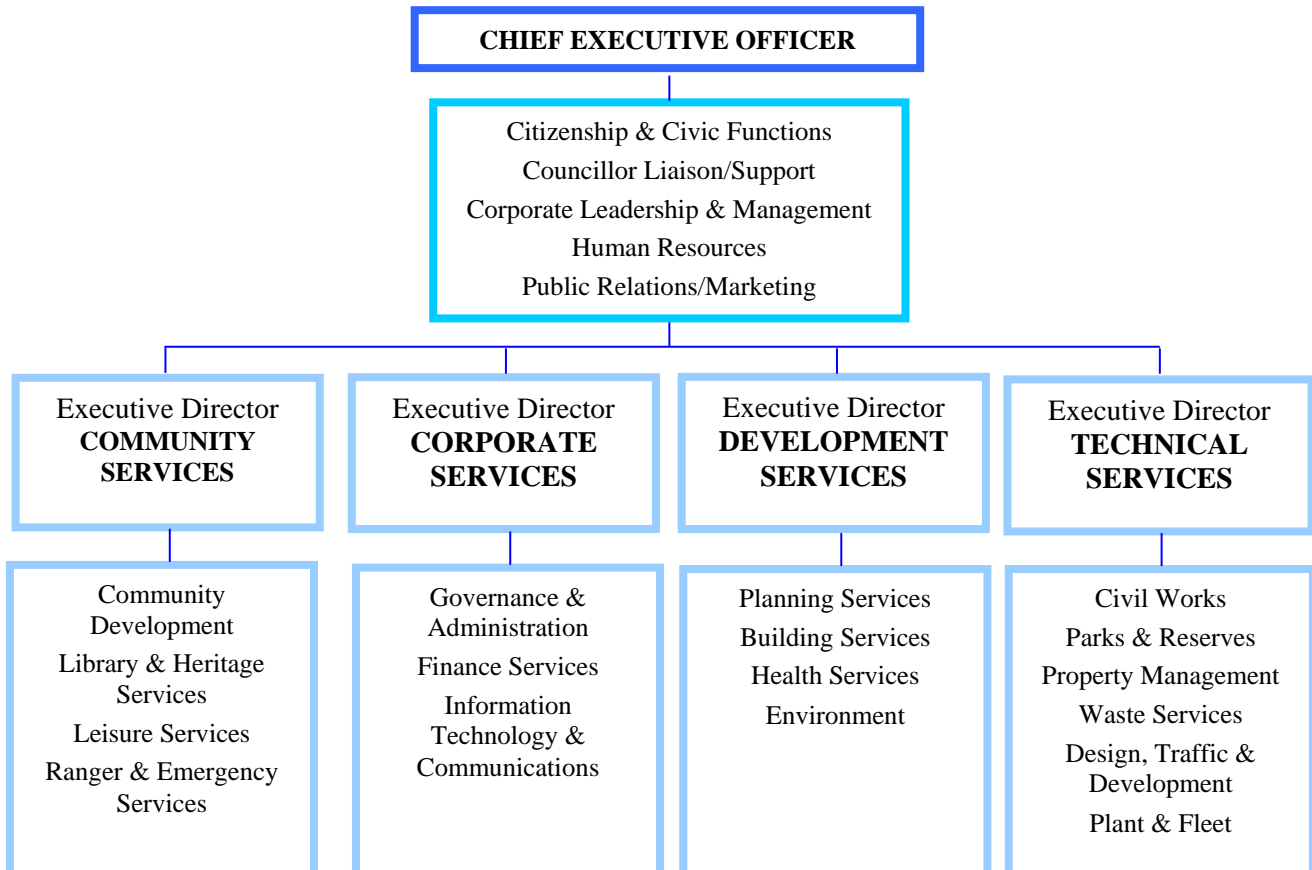 CHIEF EXECUTIVE OFFICER
Citizenship & Civic Functions
Councillor Liaison/Support
Corporate Leadership & Management
Human Resources
Public Relations/Marketing
Executive Director
COMMUNITY
SERVICES
Executive Director
CORPORATE
SERVICES
Executive Director
DEVELOPMENT
SERVICES
Executive Director
TECHNICAL
SERVICES
Community
Development
Library & Heritage
Services
Leisure Services
Ranger & Emergency
Services
Governance &
Administration
Finance Services
Information
Technology &
Communications
Planning Services
Building Services
Health Services
Environment
Civil Works
Parks & Reserves
Property Management
Waste Services
Design, Traffic &
Development
Plant & Fleet